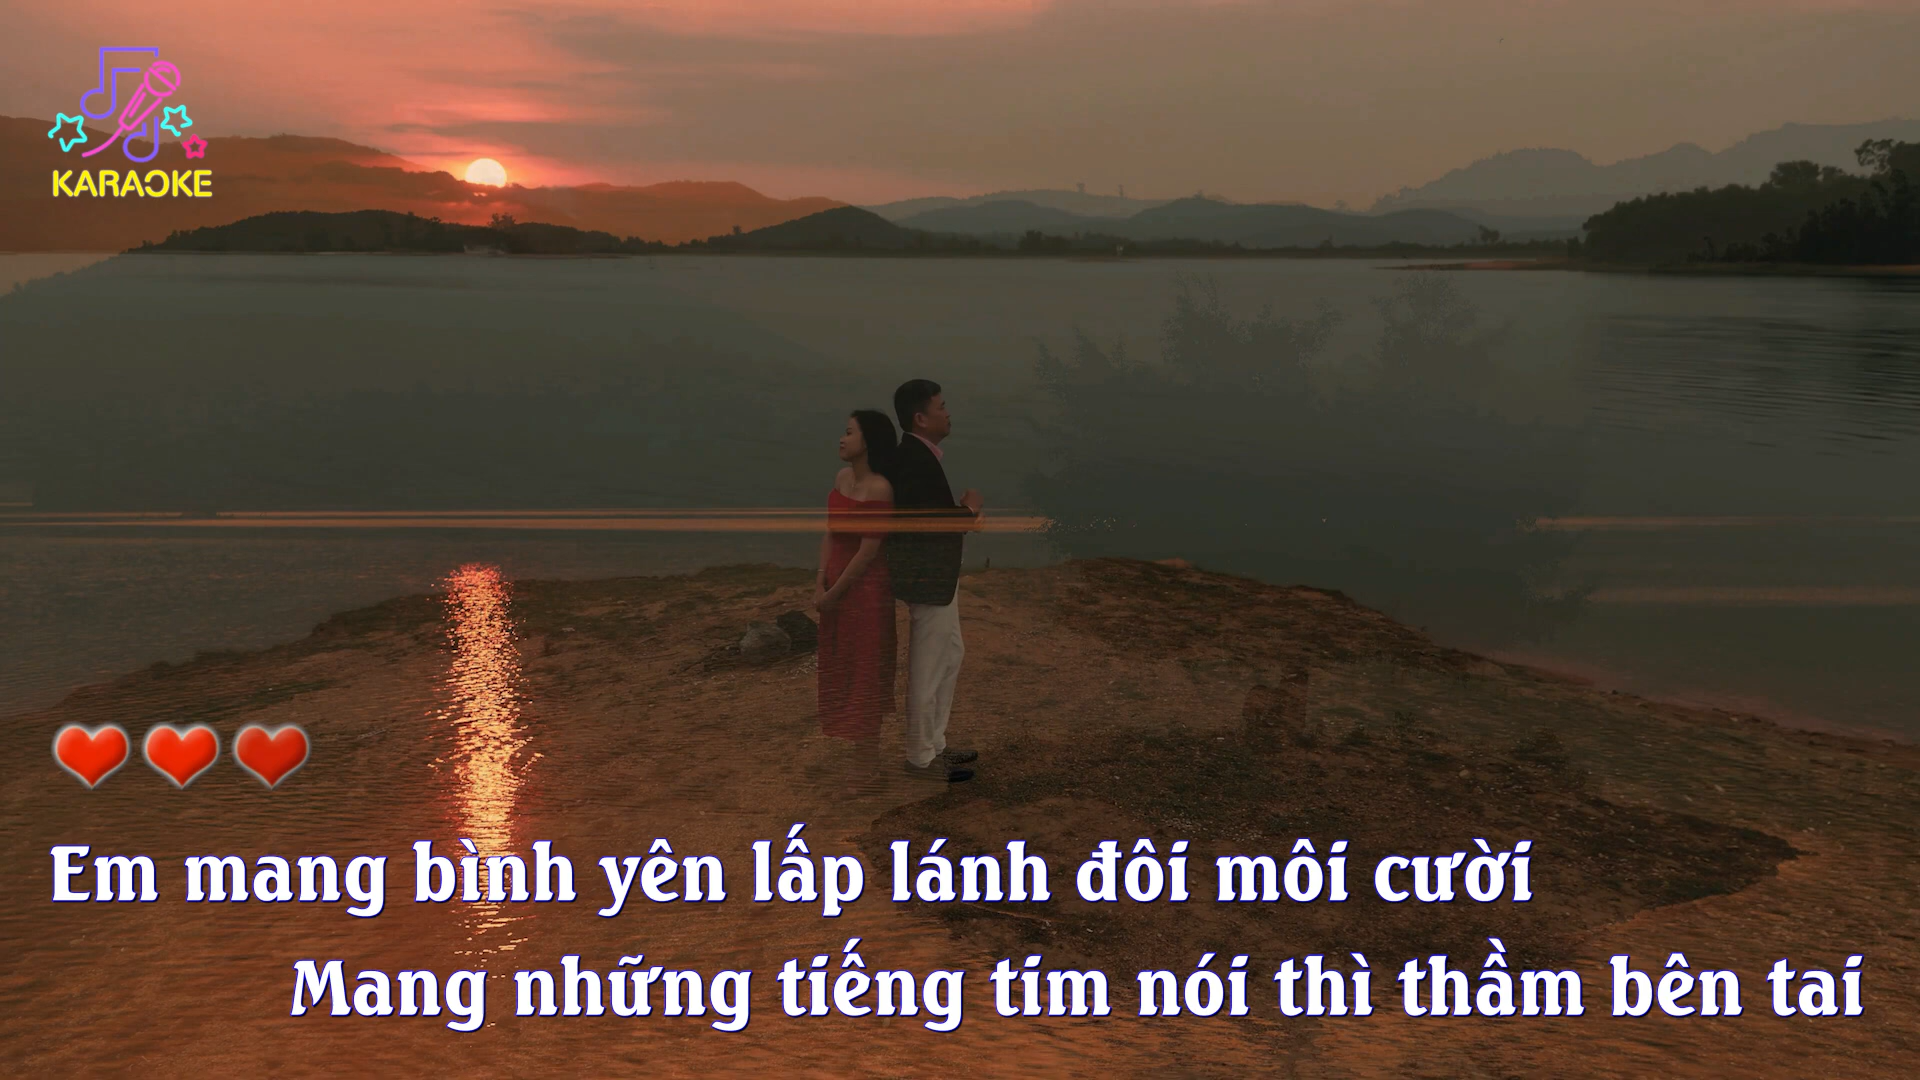 KARAOKE
Em mang bình yên lấp lánh đôi môi cười
Mang những tiếng tim nói thì thầm bên tai